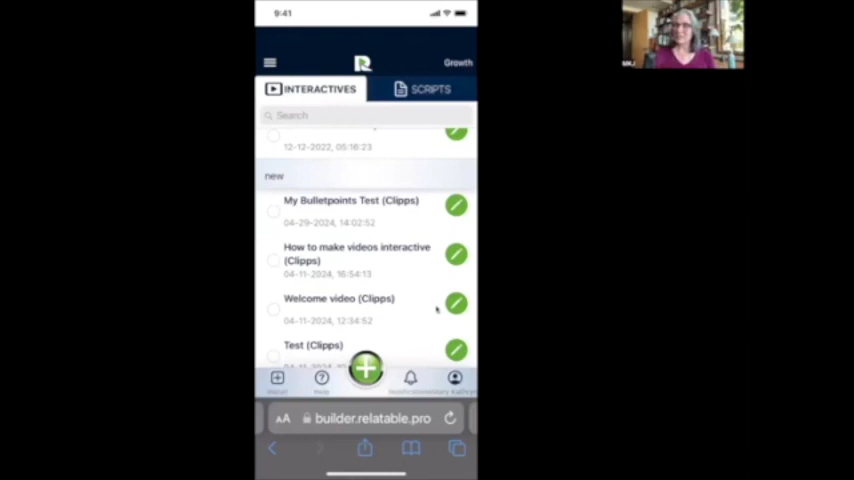 9:41
Growth
INTERACTIVES
SCRIPTS
Search
12-12-2022, 05:16:23
new
My Bulletpoints Test (Clipps)
04-29-2024, 14:02:52
How to make videos interactive
(Clipps)
04-11-2024, 16:54:13
Welcome video (Clipps)
04-11-2024, 12:34:52
Test (Clipps)
Help
AA
builder.relatable.pro